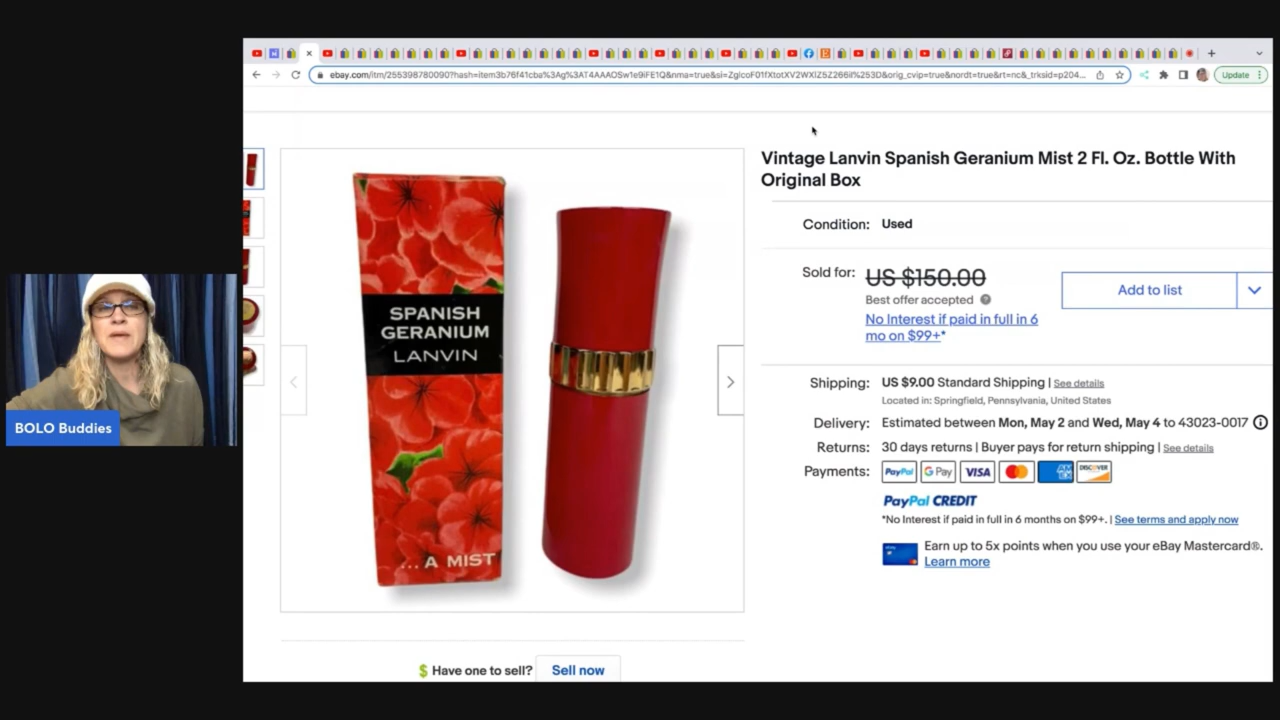 Update
Vintage Lanvin Spanish Geranium Mist 2 Fl. Oz. Bottle With
Original Box
Condition: Used
Sold for: US $150.00
Best offer accepted
No Interest if paid in full in 6
mo on $99+*
Add to list
Shipping: US $9.00 Standard Shipping | See details
Located in: Springfield, Pennsylvania, United States
Delivery: Estimated between Mon, May 2 and Wed, May 4 to 43023-0017
Returns: 30 days returns | Buyer pays for return shipping | See details
Payments: PayPal G Pay VISA DISCOVER
PayPal CREDIT
*No Interest if paid in full in 6 months on $99+. | See terms and apply now
Earn up to 5x points when you use your eBay Mastercard®.
Learn more
SPANISH
GERANIUM
LANVIN
... A MIST
BOLO Buddies
Have one to sell? Sell now